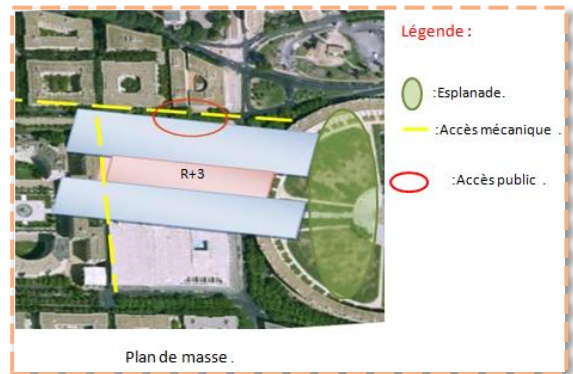 Légende :
:Esplanade.
:Accès mécanique .
R+3
:Accès public .
Plan de masse .